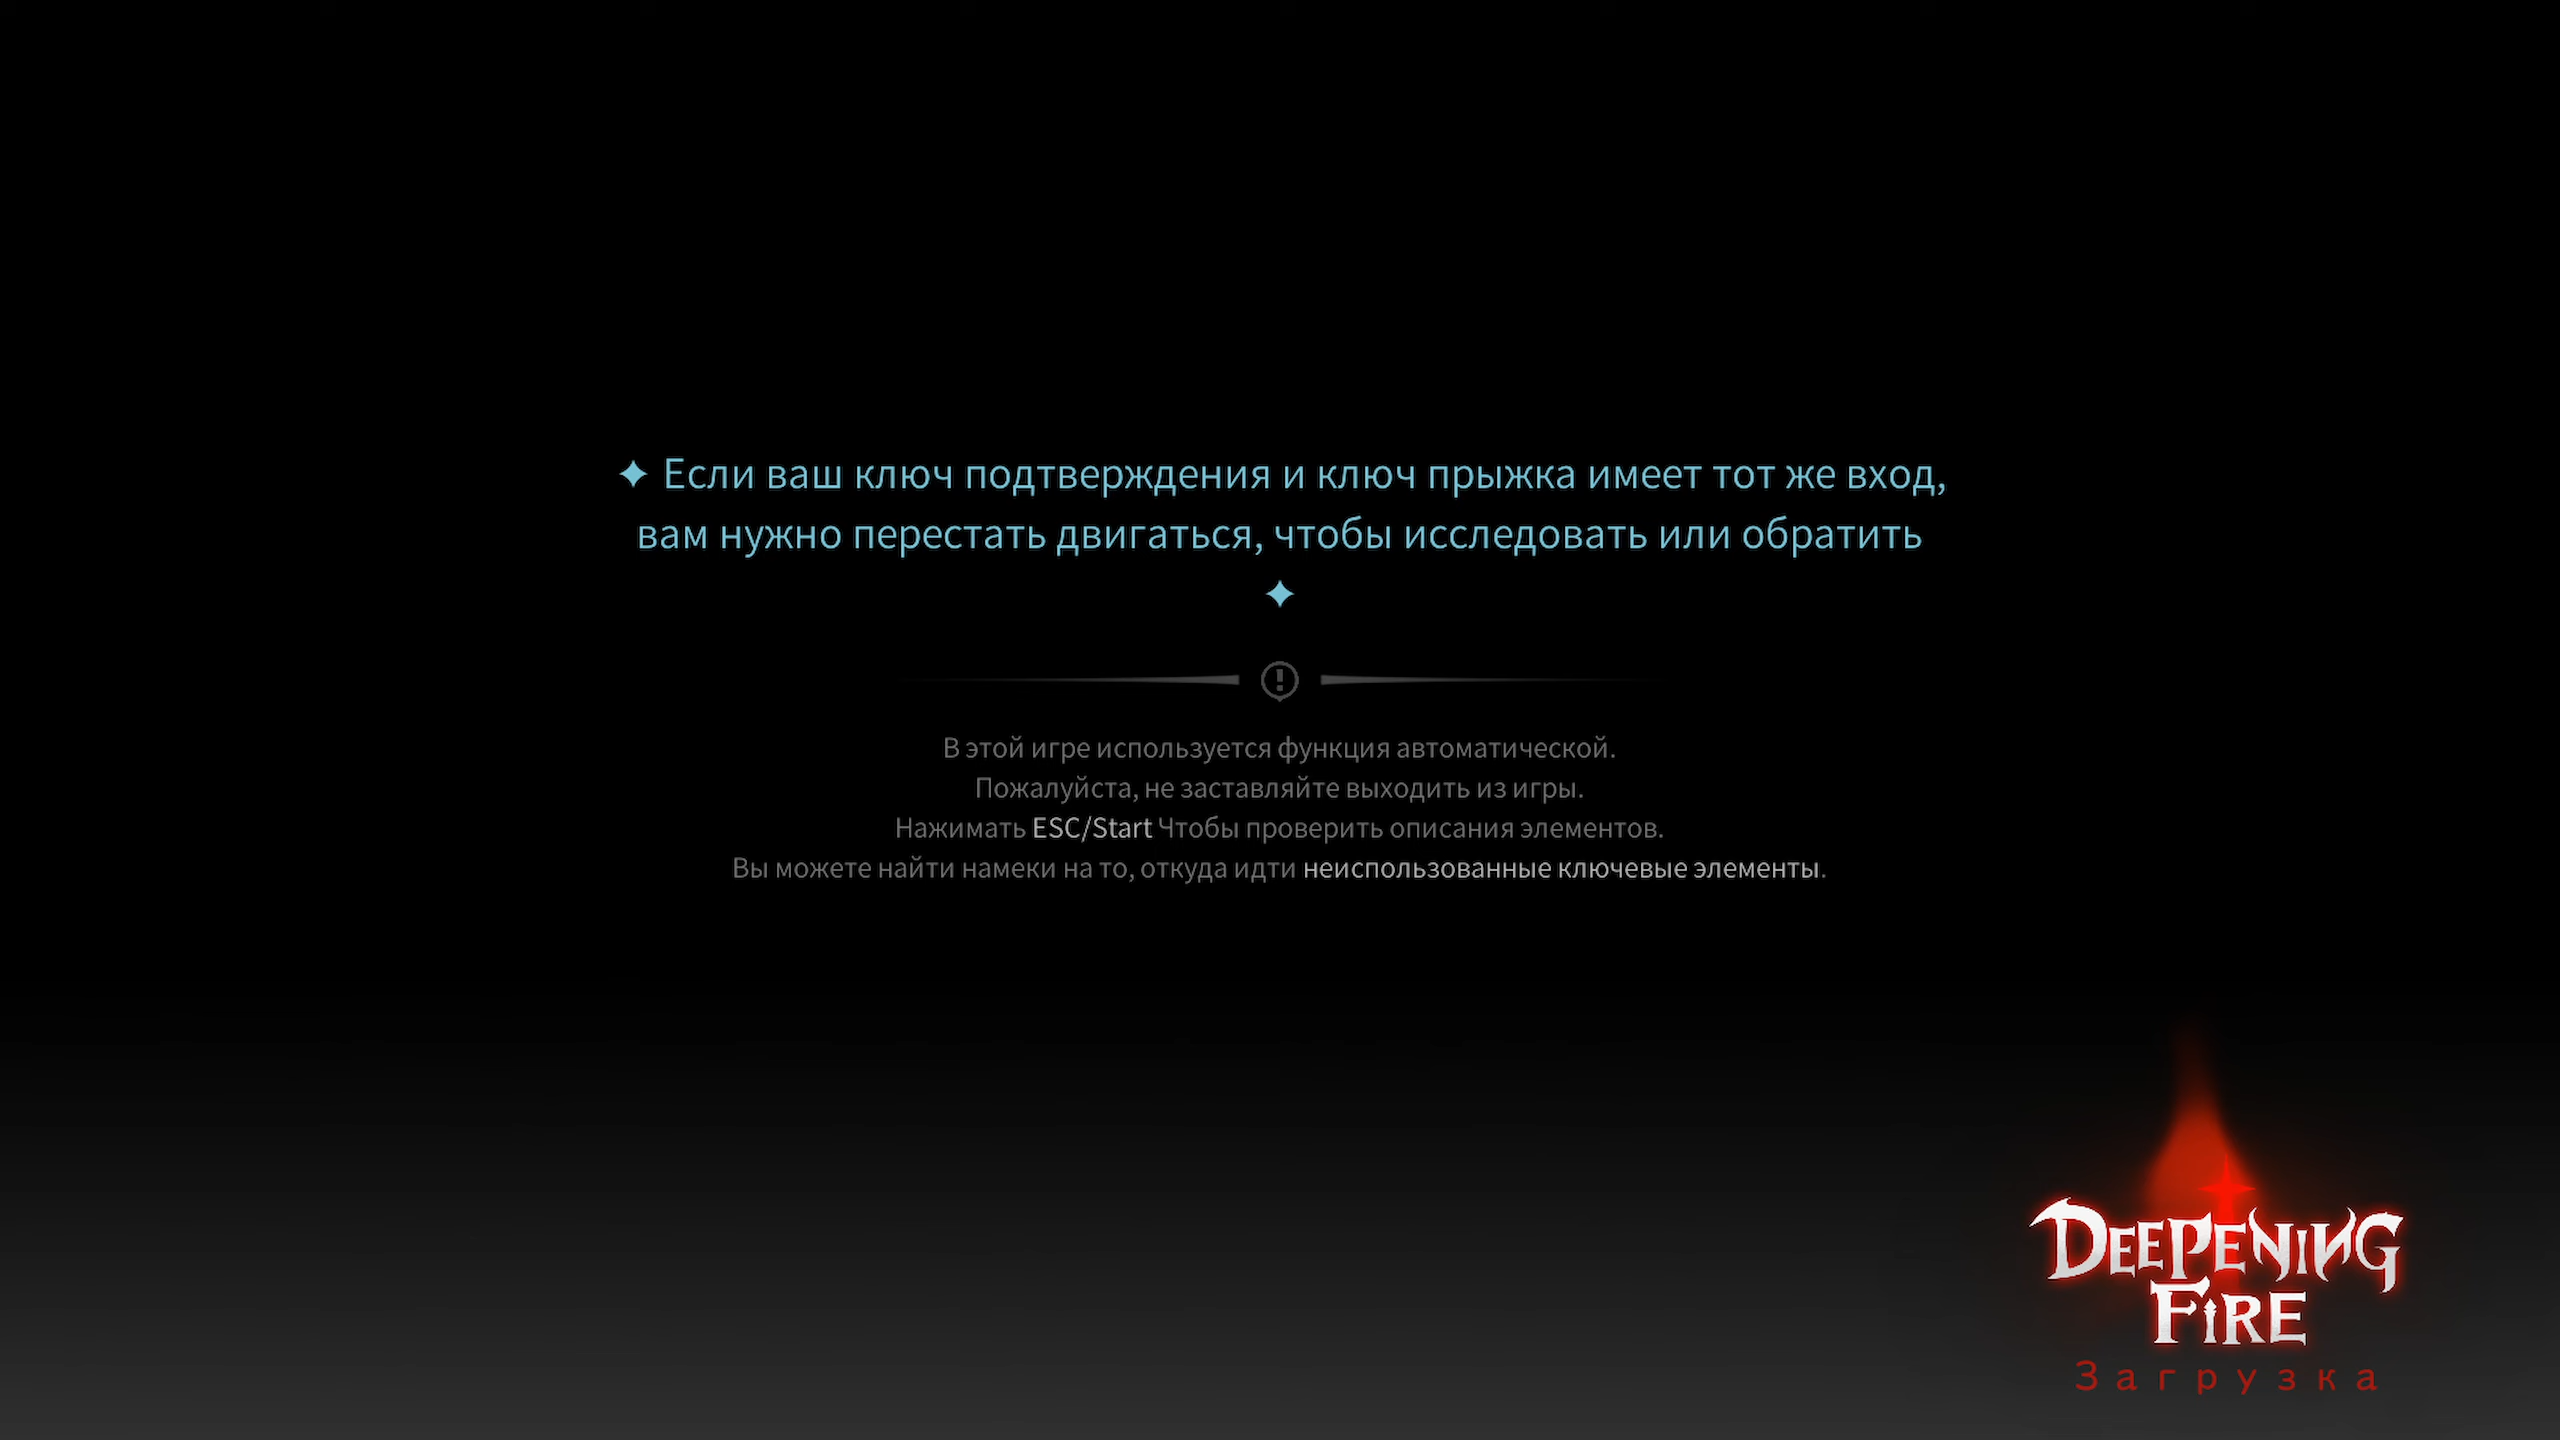 ✦ Если ваш ключ подтверждения и ключ прыжка имеет тот же вход,
вам нужно перестать двигаться, чтобы исследовать или обратить
✦
В этой игре используется функция автоматической.
Пожалуйста, не заставляйте выходить из игры.
Нажимать ESC/Start Чтобы проверить описания элементов.
Вы можете найти намеки на то, откуда идти неиспользованные ключевые элементы.
DEEPENING
FIRE
Загрузка